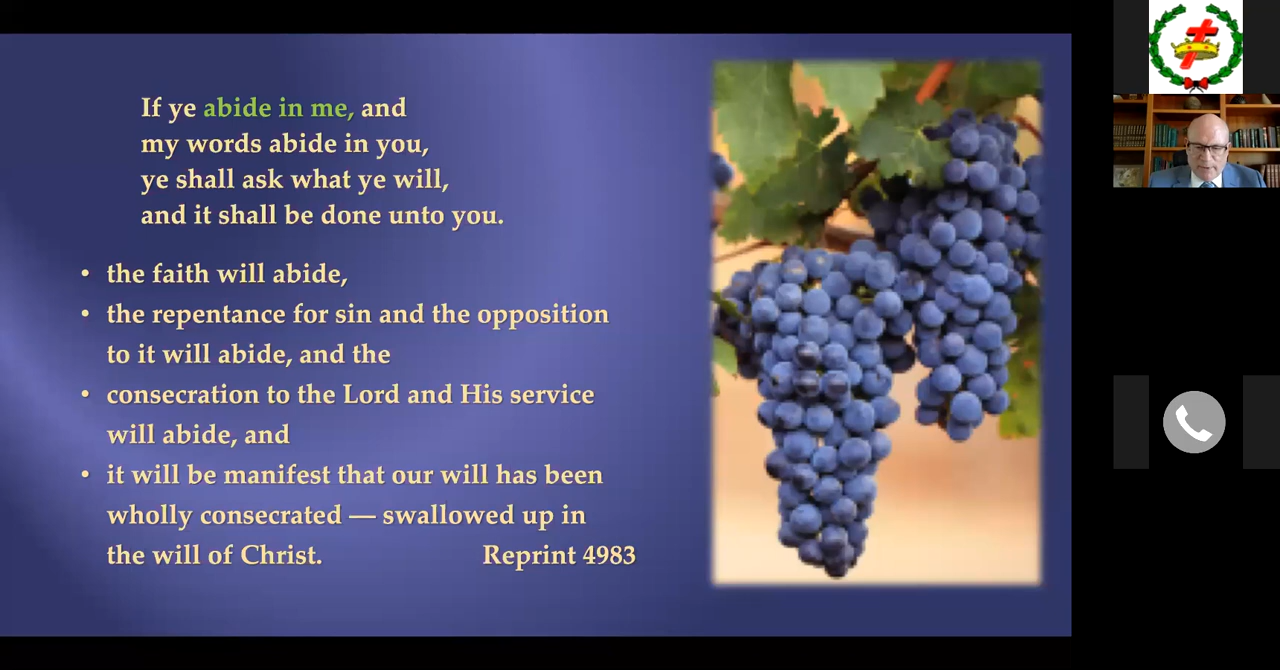 If ye abide in me, and
my words abide in you,
ye shall ask what ye will,
and it shall be done unto you.
• the faith will abide,
• the repentance for sin and the opposition
to it will abide, and the
• consecration to the Lord and His service
will abide, and
• it will be manifest that our will has been
wholly consecrated — swallowed up in
the will of Christ. Reprint 4983